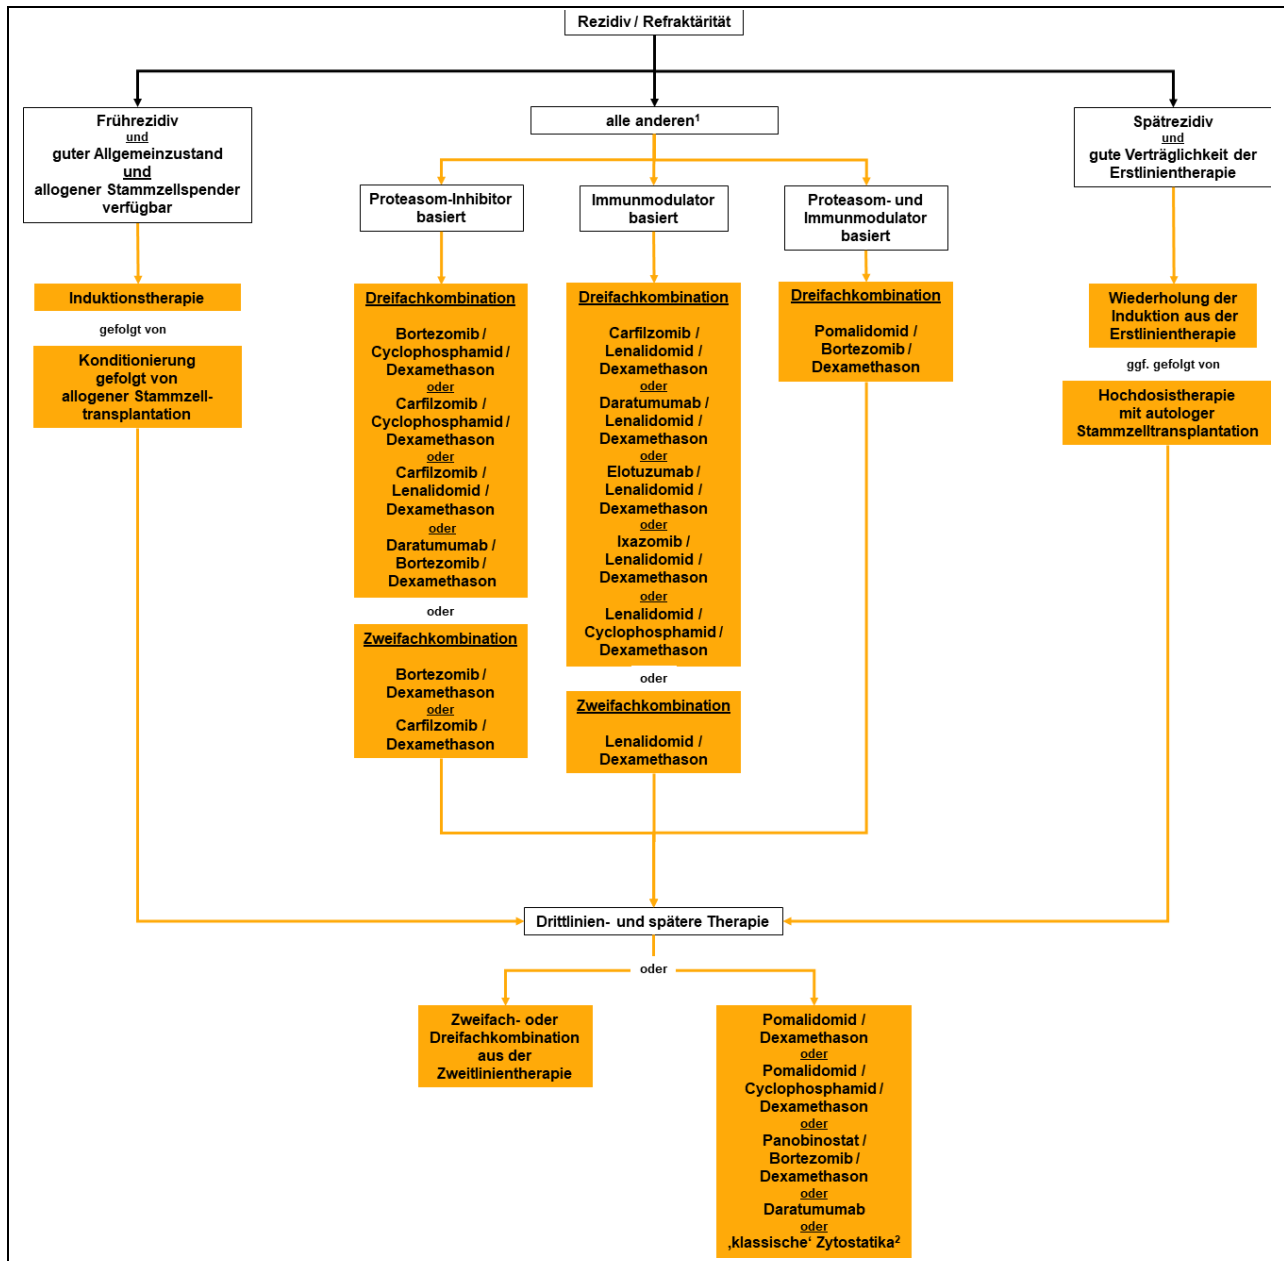 Rezidiv / Refraktärität
Frührezidiv
und
guter Allgemeinzustand
und
allogener Stammzellspender
verfügbar
alle anderen¹
Spätrezidiv
und
gute Verträglichkeit der
Erstlinientherapie
Proteasom-Inhibitor
basiert
Immunmodulator
basiert
Proteasom- und
Immunmodulator
basiert
Induktionstherapie
gefolgt von
Konditionierung
gefolgt von
allogener Stammzell-
transplantation
Dreifachkombination
Bortezomib /
Cyclophosphamid /
Dexamethason
oder
Carfilzomib /
Cyclophosphamid /
Dexamethason
oder
Carfilzomib /
Lenalidomid /
Dexamethason
oder
Daratumumab /
Bortezomib /
Dexamethason
oder
Zweifachkombination
Bortezomib /
Dexamethason
oder
Carfilzomib /
Dexamethason
Dreifachkombination
Carfilzomib /
Lenalidomid /
Dexamethason
oder
Daratumumab /
Lenalidomid /
Dexamethason
oder
Elotuzumab /
Lenalidomid /
Dexamethason
oder
Ixazomib /
Lenalidomid /
Dexamethason
oder
Lenalidomid /
Cyclophosphamid /
Dexamethason
oder
Zweifachkombination
Lenalidomid /
Dexamethason
Dreifachkombination
Pomalidomid /
Bortezomib /
Dexamethason
Wiederholung der
Induktion aus der
Erstlinientherapie
ggf. gefolgt von
Hochdosistherapie
mit autologer
Stammzelltransplantation
Drittlinien- und spätere Therapie
oder
Zweifach- oder
Dreifachkombination
aus der
Zweitlinientherapie
Pomalidomid /
Dexamethason
oder
Pomalidomid /
Cyclophosphamid /
Dexamethason
oder
Panobinostat /
Bortezomib /
Dexamethason
oder
Daratumumab
oder
‚klassische‘ Zytostatika²